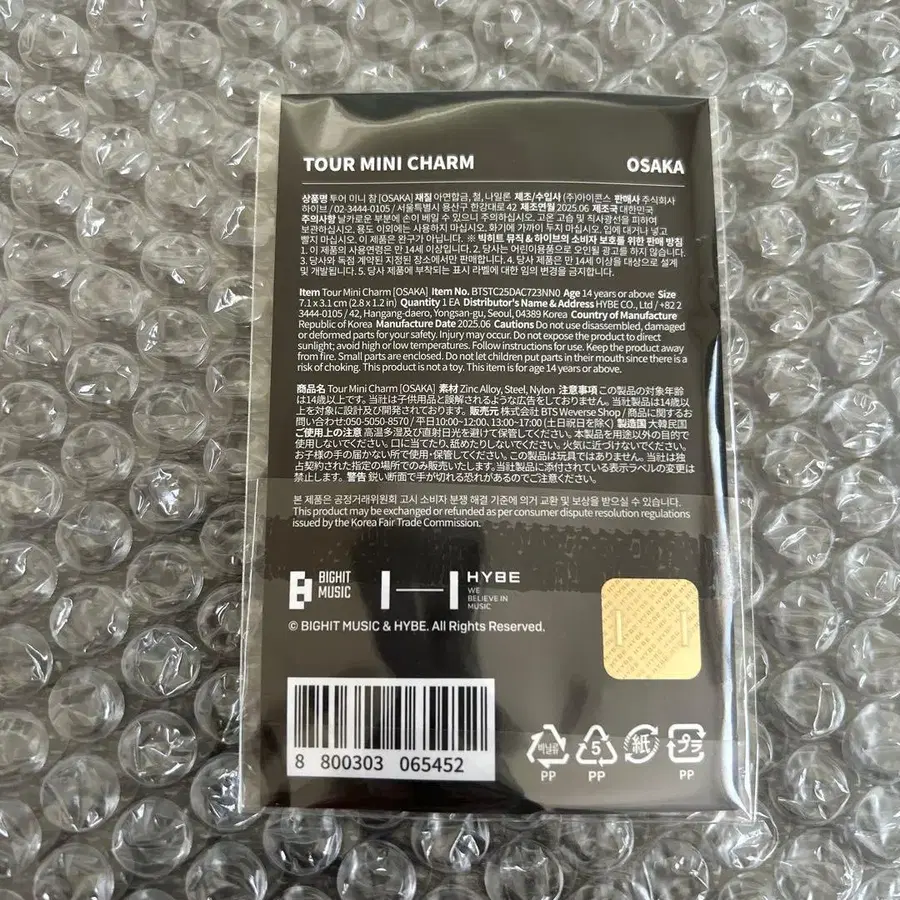 TOUR MINI CHARM OSAKA
상품명 투어 미니 참 [OSAKA] 재질 아연합금, 철, 나일론 제조/수입사 (주)아이콘스 판매사 주식회사
하이브 / 02-3444-0105 / 서울특별시 용산구 한강대로 42 제조연월 2025.06 제조국 대한민국
주의사항 날카로운 부분에 손이 베일 수 있으니 주의하십시오. 고온 고습 및 직사광선을 피하여
보관하십시오. 용도 이외에는 사용하지 마십시오. 화기에 가까이 두지 마십시오. 입에 대거나 넣고
빨지 마십시오. 이 제품은 완구가 아닙니다. ※ 빅히트 뮤직 & 하이브의 소비자 보호를 위한 판매 방침
1. 이 제품의 사용연령은 만 14세 이상입니다. 2. 당사는 어린이용품으로 오인될 광고를 하지 않습니다.
3. 당사와 독점 계약된 지정된 장소에서만 판매합니다. 4. 당사 제품은 만 14세 이상을 대상으로 설계
및 개발됩니다. 5. 당사 제품에 부착되는 표시 라벨에 대한 임의 변경을 금지합니다.
Item Tour Mini Charm [OSAKA] Item No. BTSTC25DAC723NN0 Age 14 years or above Size
7.1 x 3.1 cm (2.8 x 1.2 in) Quantity 1 EA Distributor's Name & Address HYBE CO., Ltd / +82 2
3444-0105 / 42, Hangang-daero, Yongsan-gu, Seoul, 04389 Korea Country of Manufacture
Republic of Korea Manufacture Date 2025.06 Cautions Do not use disassembled, damaged
or deformed parts for your safety. Injury may occur. Do not expose the product to direct
sunlight; avoid high or low temperature. Follow instructions for use. Keep the product away
from fire. Small parts are enclosed. Do not let children put parts in their mouth since there is a
risk of choking. This product is not a toy. This item is for age 14 years or above.
商品名 Tour Mini Charm [OSAKA] 素材 Zinc Alloy, Steel, Nylon 注意事項 この製品の対象年齢
は14歳以上です。当社は子供用品と誤解されるような広告をしておりません。当社製品は14歳以
上を対象に設計及び開発されております。販売元 株式会社 BTS Weverse Shop / 商品に関するお
問い合わせ:050-5050-8570 / 平日10:00~12:00, 13:00~17:00 (土日祝日を除く) 製造国 大韓民国
ご使用上の注意 高温多湿及び直射日光を避けて保管してください。本製品を用途以外の目的で
使用しないでください。口に当てたり、舐めたりしないでください。火気に近づけないでください。
お子様の手の届かない所で使用・保管してください。この製品は玩具ではありません。当社は独
占契約された指定の場所でのみ販売いたします。当社製品に添付されている表示ラベルの変更は
禁止します。警告 鋭い断面で手が切れる恐れがあるのでご注意ください。
본 제품은 공정거래위원회 고시 소비자 분쟁 해결 기준에 의거 교환 및 보상을 받으실 수 있습니다.
This product may be exchanged or refunded as per consumer dispute resolution regulations
issued by the Korea Fair Trade Commission.
BIGHIT
MUSIC
HYBE
WE
BELIEVE IN
MUSIC
© BIGHIT MUSIC & HYBE. All Rights Reserved.
8 800303 065452
비닐류 5 紙 プラ
PP PP PP